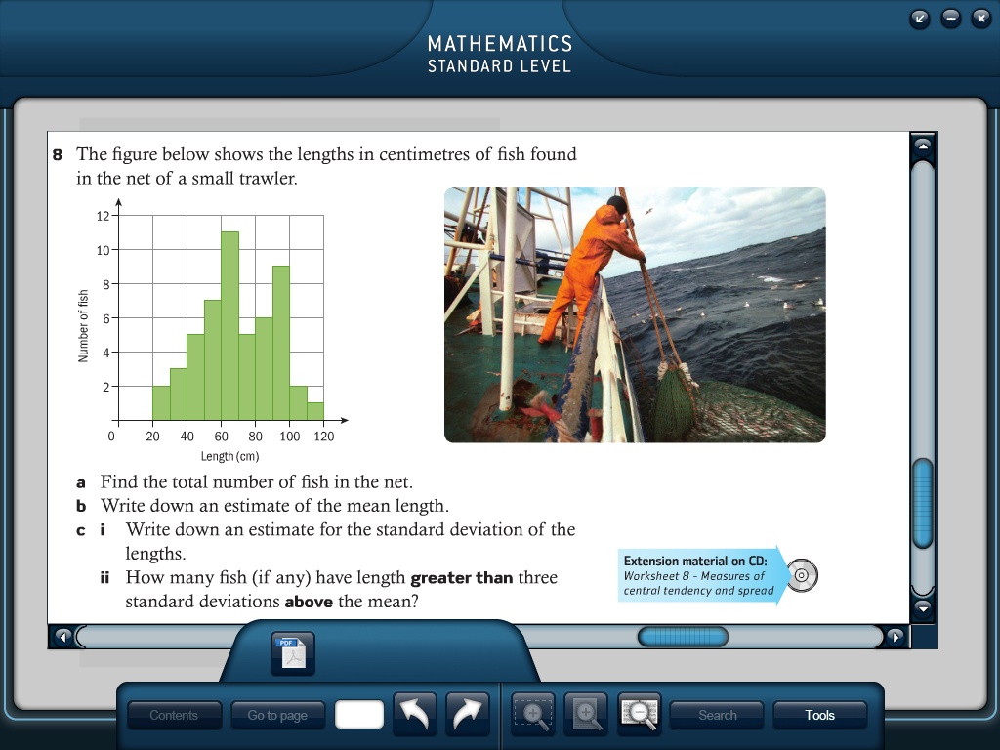 MATHEMATICS
STANDARD LEVEL
8 The figure below shows the lengths in centimetres of fish found
in the net of a small trawler.
12
10
8
6
4
2
Number of fish
0 20 40 60 80 100 120
Length (cm)
a Find the total number of fish in the net.
b Write down an estimate of the mean length.
c i Write down an estimate for the standard deviation of the
lengths.
ii How many fish (if any) have length greater than three
standard deviations above the mean?
Extension material on CD:
Worksheet 8 - Measures of
central tendency and spread
PDF
Contents Go to page Search Tools